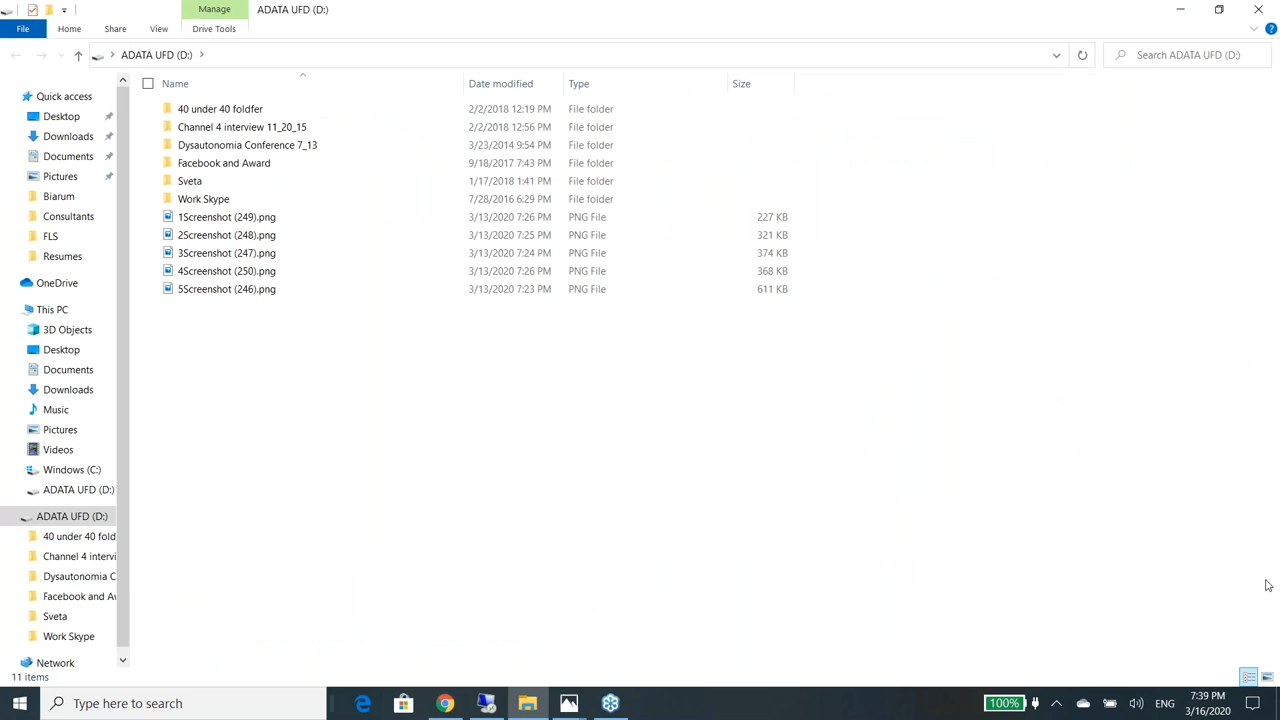 Manage
ADATA UFD (D:)
File
Home
Share
View
Drive Tools
ADATA UFD (D:)
Search ADATA UFD (D:)
Name
Date modified
Type
Size
Quick access
Desktop
Downloads
Documents
Pictures
Biarum
Consultants
FLS
Resumes
OneDrive
This PC
3D Objects
Desktop
Documents
Downloads
Music
Pictures
Videos
Windows (C:)
ADATA UFD (D:)
ADATA UFD (D:)
40 under 40 fold
Channel 4 intervi
Dysautonomia C
Facebook and A
Sveta
Work Skype
Network
40 under 40 foldfer 2/2/2018 12:19 PM File folder
Channel 4 interview 11_20_15 2/2/2018 12:56 PM File folder
Dysautonomia Conference 7_13 3/23/2014 9:54 PM File folder
Facebook and Award 9/18/2017 7:43 PM File folder
Sveta 1/17/2018 1:41 PM File folder
Work Skype 7/28/2016 6:29 PM File folder
1Screenshot (249).png 3/13/2020 7:26 PM PNG File 227 KB
2Screenshot (248).png 3/13/2020 7:25 PM PNG File 321 KB
3Screenshot (247).png 3/13/2020 7:24 PM PNG File 374 KB
4Screenshot (250).png 3/13/2020 7:26 PM PNG File 368 KB
5Screenshot (246).png 3/13/2020 7:23 PM PNG File 611 KB
11 items
Type here to search
100%
ENG
7:39 PM
3/16/2020